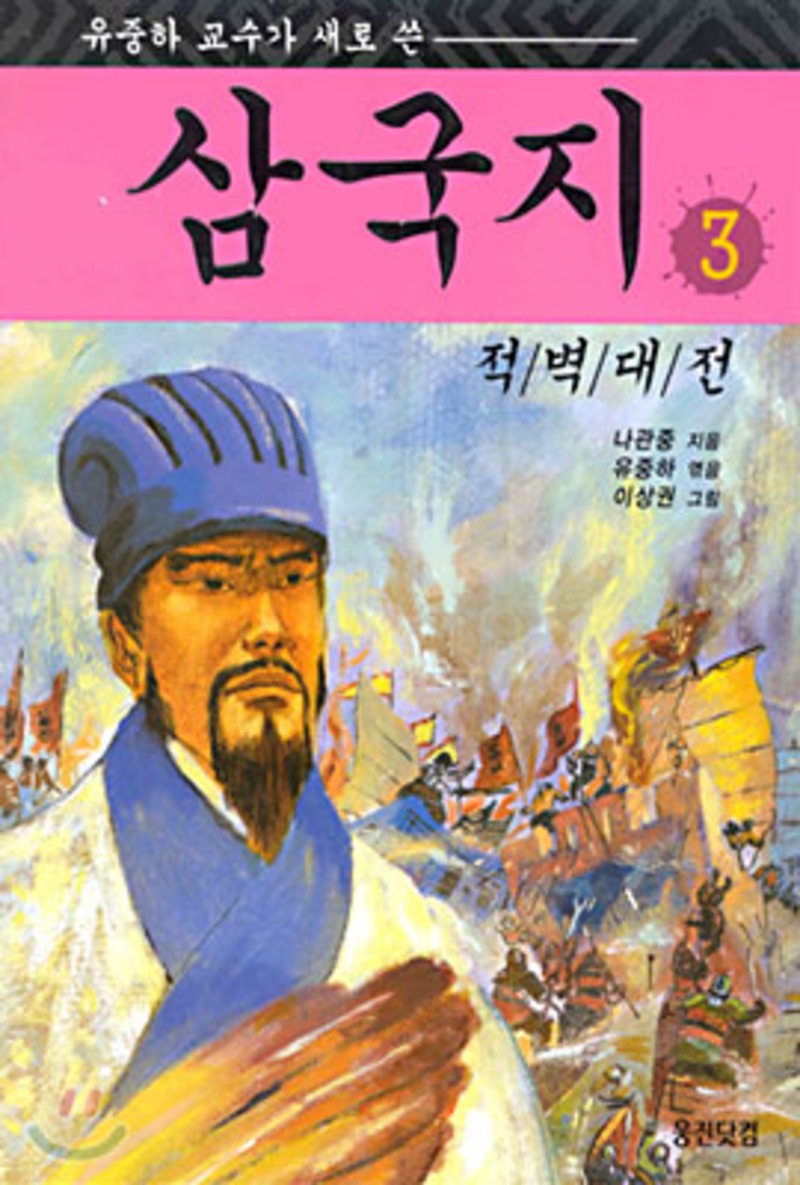 유중하 교수가 새로 쓴
삼국지
3
적/벽/대/전
나관중 지음
유중하 엮음
이상권 그림
웅진닷컴